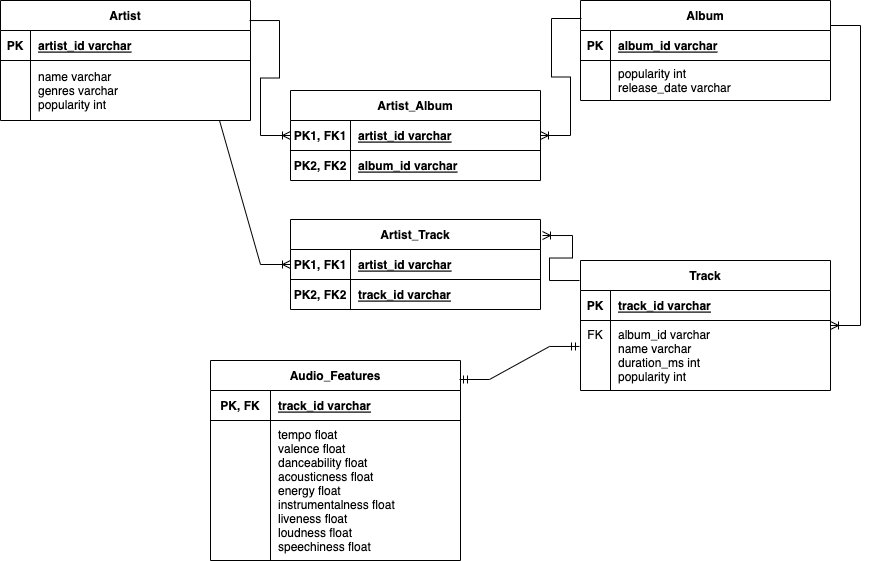 Artist
PK artist_id varchar
name varchar
genres varchar
popularity int
Album
PK album_id varchar
popularity int
release_date varchar
Artist_Album
PK1, FK1 artist_id varchar
PK2, FK2 album_id varchar
Artist_Track
PK1, FK1 artist_id varchar
PK2, FK2 track_id varchar
Track
PK track_id varchar
FK album_id varchar
name varchar
duration_ms int
popularity int
Audio_Features
PK, FK track_id varchar
tempo float
valence float
danceability float
acousticness float
energy float
instrumentalness float
liveness float
loudness float
speechiness float